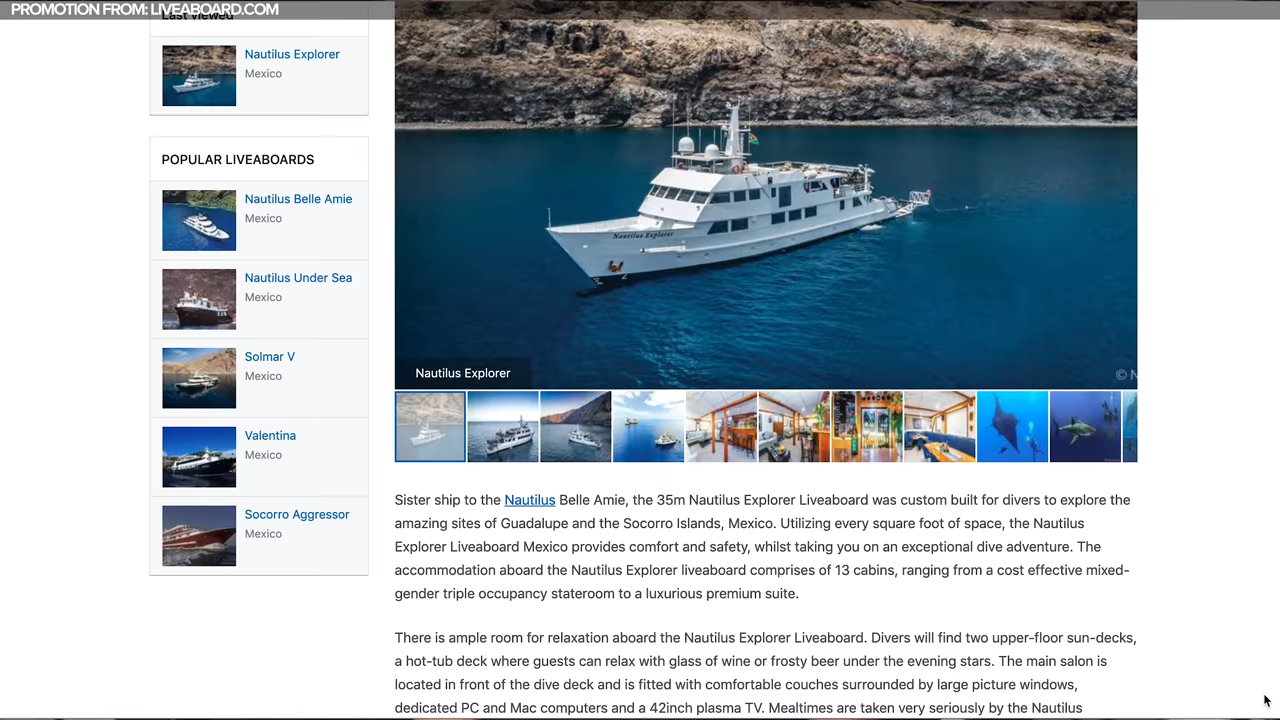 PROMOTION FROM: LIVEABOARD.COM
Last viewed
Nautilus Explorer
Mexico
POPULAR LIVEABOARDS
Nautilus Belle Amie
Mexico
Nautilus Under Sea
Mexico
Solmar V
Mexico
Valentina
Mexico
Socorro Aggressor
Mexico
Nautilus Explorer
Nautilus Explorer
© N
Sister ship to the Nautilus Belle Amie, the 35m Nautilus Explorer Liveaboard was custom built for divers to explore the
amazing sites of Guadalupe and the Socorro Islands, Mexico. Utilizing every square foot of space, the Nautilus
Explorer Liveaboard Mexico provides comfort and safety, whilst taking you on an exceptional dive adventure. The
accommodation aboard the Nautilus Explorer liveaboard comprises of 13 cabins, ranging from a cost effective mixed-
gender triple occupancy stateroom to a luxurious premium suite.
There is ample room for relaxation aboard the Nautilus Explorer Liveaboard. Divers will find two upper-floor sun-decks,
a hot-tub deck where guests can relax with glass of wine or frosty beer under the evening stars. The main salon is
located in front of the dive deck and is fitted with comfortable couches surrounded by large picture windows,
dedicated PC and Mac computers and a 42inch plasma TV. Mealtimes are taken very seriously by the Nautilus